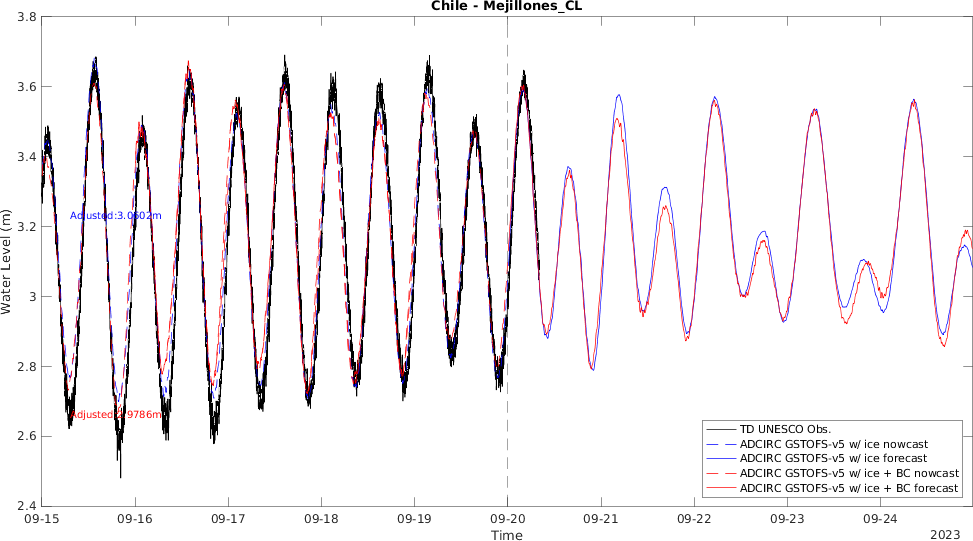 Chile - Mejillones_CL
3.8
3.6
3.4
3.2
3
2.8
2.6
2.4
Water Level (m)
Adjusted:3.0602m
Adjusted:2.9786m
TD UNESCO Obs.
ADCIRC GSTOFS-v5 w/ ice nowcast
ADCIRC GSTOFS-v5 w/ ice forecast
ADCIRC GSTOFS-v5 w/ ice + BC nowcast
ADCIRC GSTOFS-v5 w/ ice + BC forecast
09-15 09-16 09-17 09-18 09-19 09-20 09-21 09-22 09-23 09-24
Time
2023